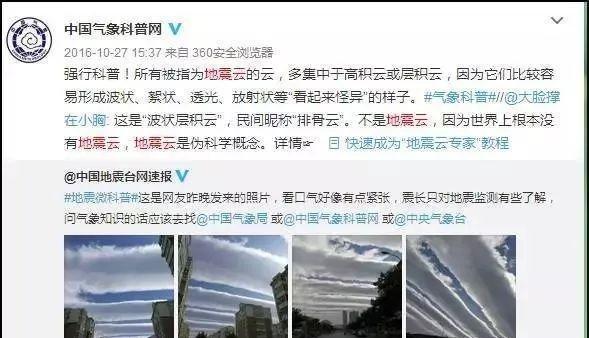 中国气象科普网
2016-10-27 15:37 来自 360安全浏览器
强行科普！所有被指为地震云的云，多集中于高积云或层积云，因为它们比较容
易形成波状、絮状、透光、放射状等“看起来怪异”的样子。#气象科普#//@大脸撑
在小胸: 这是“波状层积云”，民间昵称“排骨云”。不是地震云，因为世界上根本没
有地震云，地震云是伪科学概念。详情☞ 快速成为“地震云专家”教程
@中国地震台网速报
#地震微科普#这是网友昨晚发来的照片，看口气好像有点紧张，震长只对地震监测有些了解，
问气象知识的话应该去找@中国气象局 或@中国气象科普网 或@中央气象台